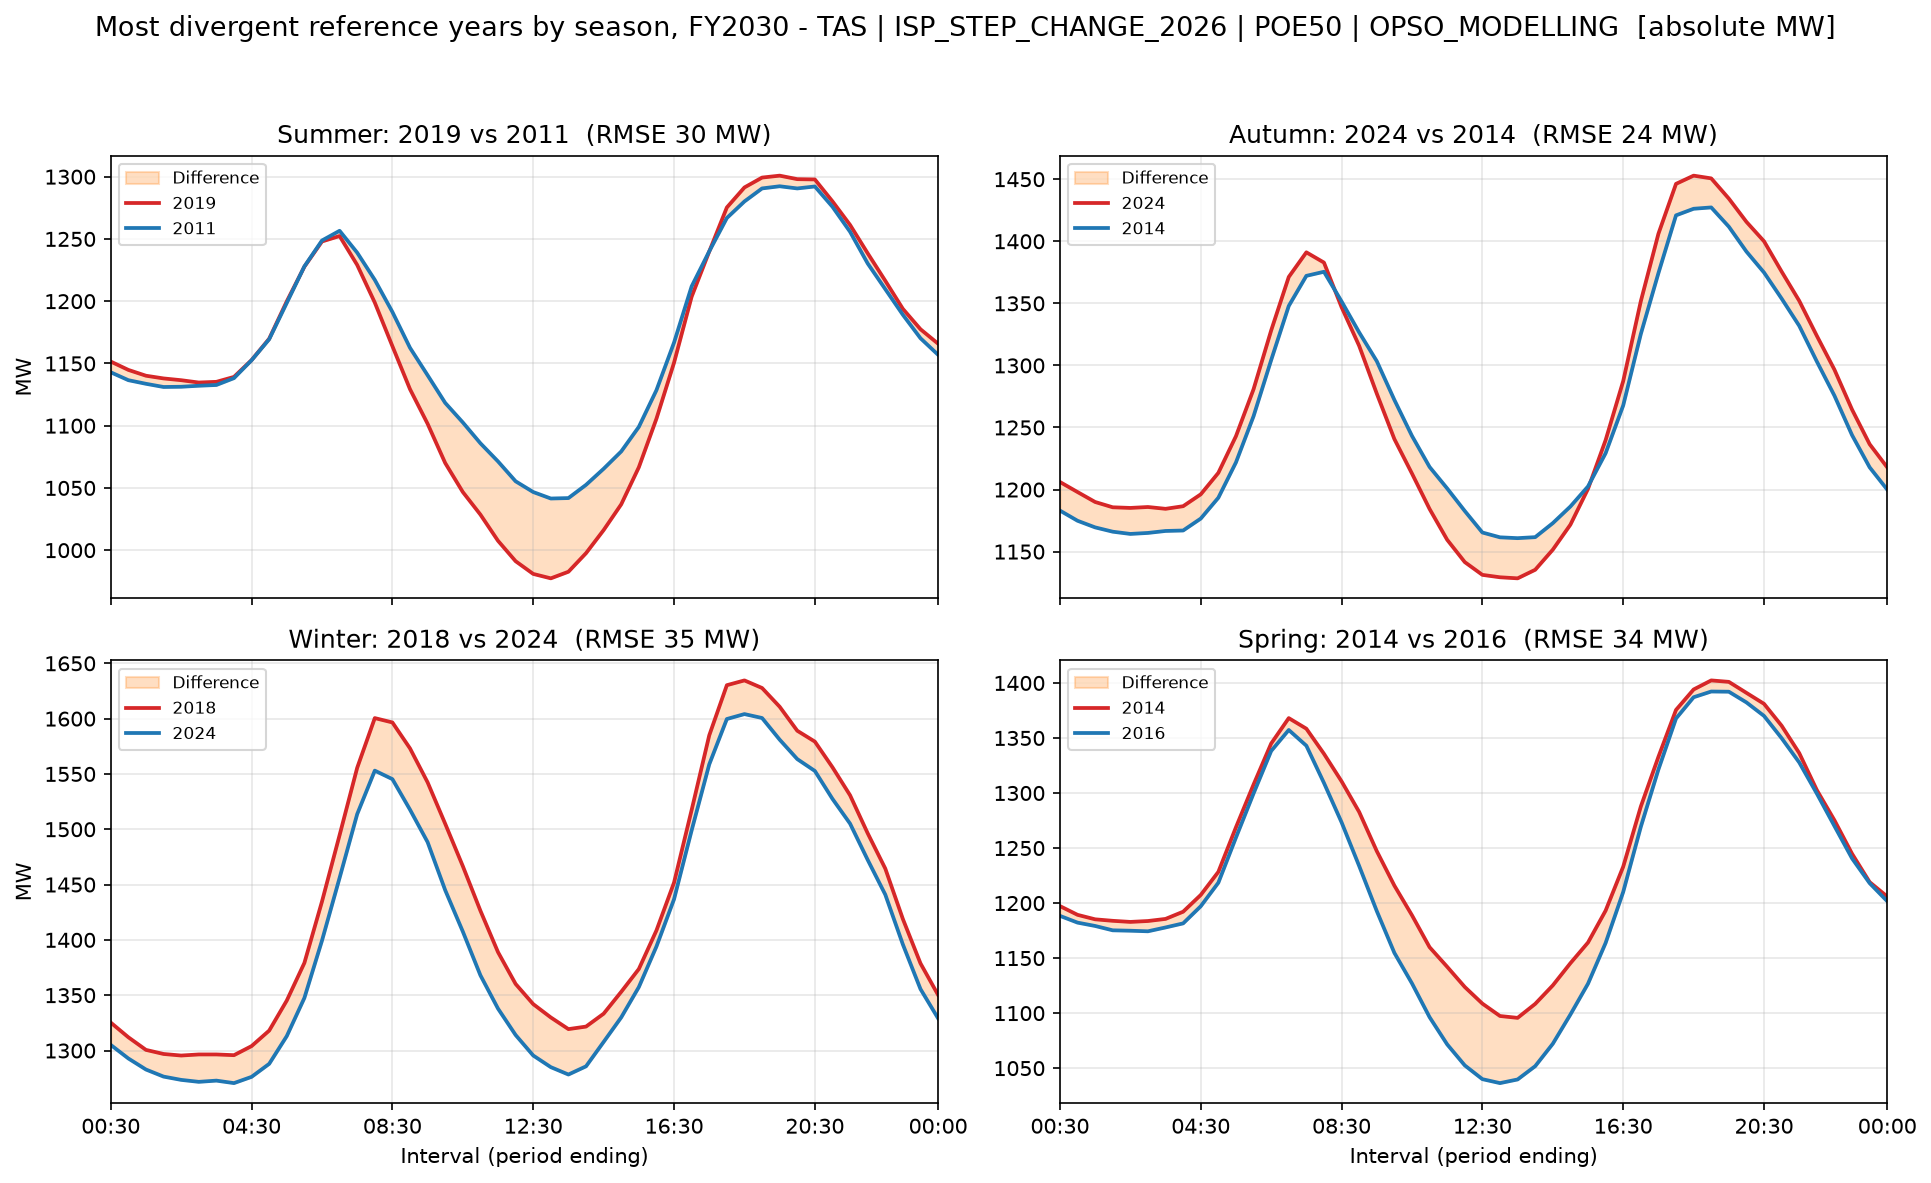 Most divergent reference years by season, FY2030 - TAS | ISP_STEP_CHANGE_2026 | POE50 | OPSO_MODELLING  [absolute MW]
Summer: 2019 vs 2011  (RMSE 30 MW)
Difference
2019
2011
1300
1250
1200
1150
1100
1050
1000
MW
Autumn: 2024 vs 2014  (RMSE 24 MW)
Difference
2024
2014
1450
1400
1350
1300
1250
1200
1150
Winter: 2018 vs 2024  (RMSE 35 MW)
Difference
2018
2024
1650
1600
1550
1500
1450
1400
1350
1300
MW
00:30 04:30 08:30 12:30 16:30 20:30 00:00
Interval (period ending)
Spring: 2014 vs 2016  (RMSE 34 MW)
Difference
2014
2016
1400
1350
1300
1250
1200
1150
1100
1050
00:30 04:30 08:30 12:30 16:30 20:30 00:00
Interval (period ending)